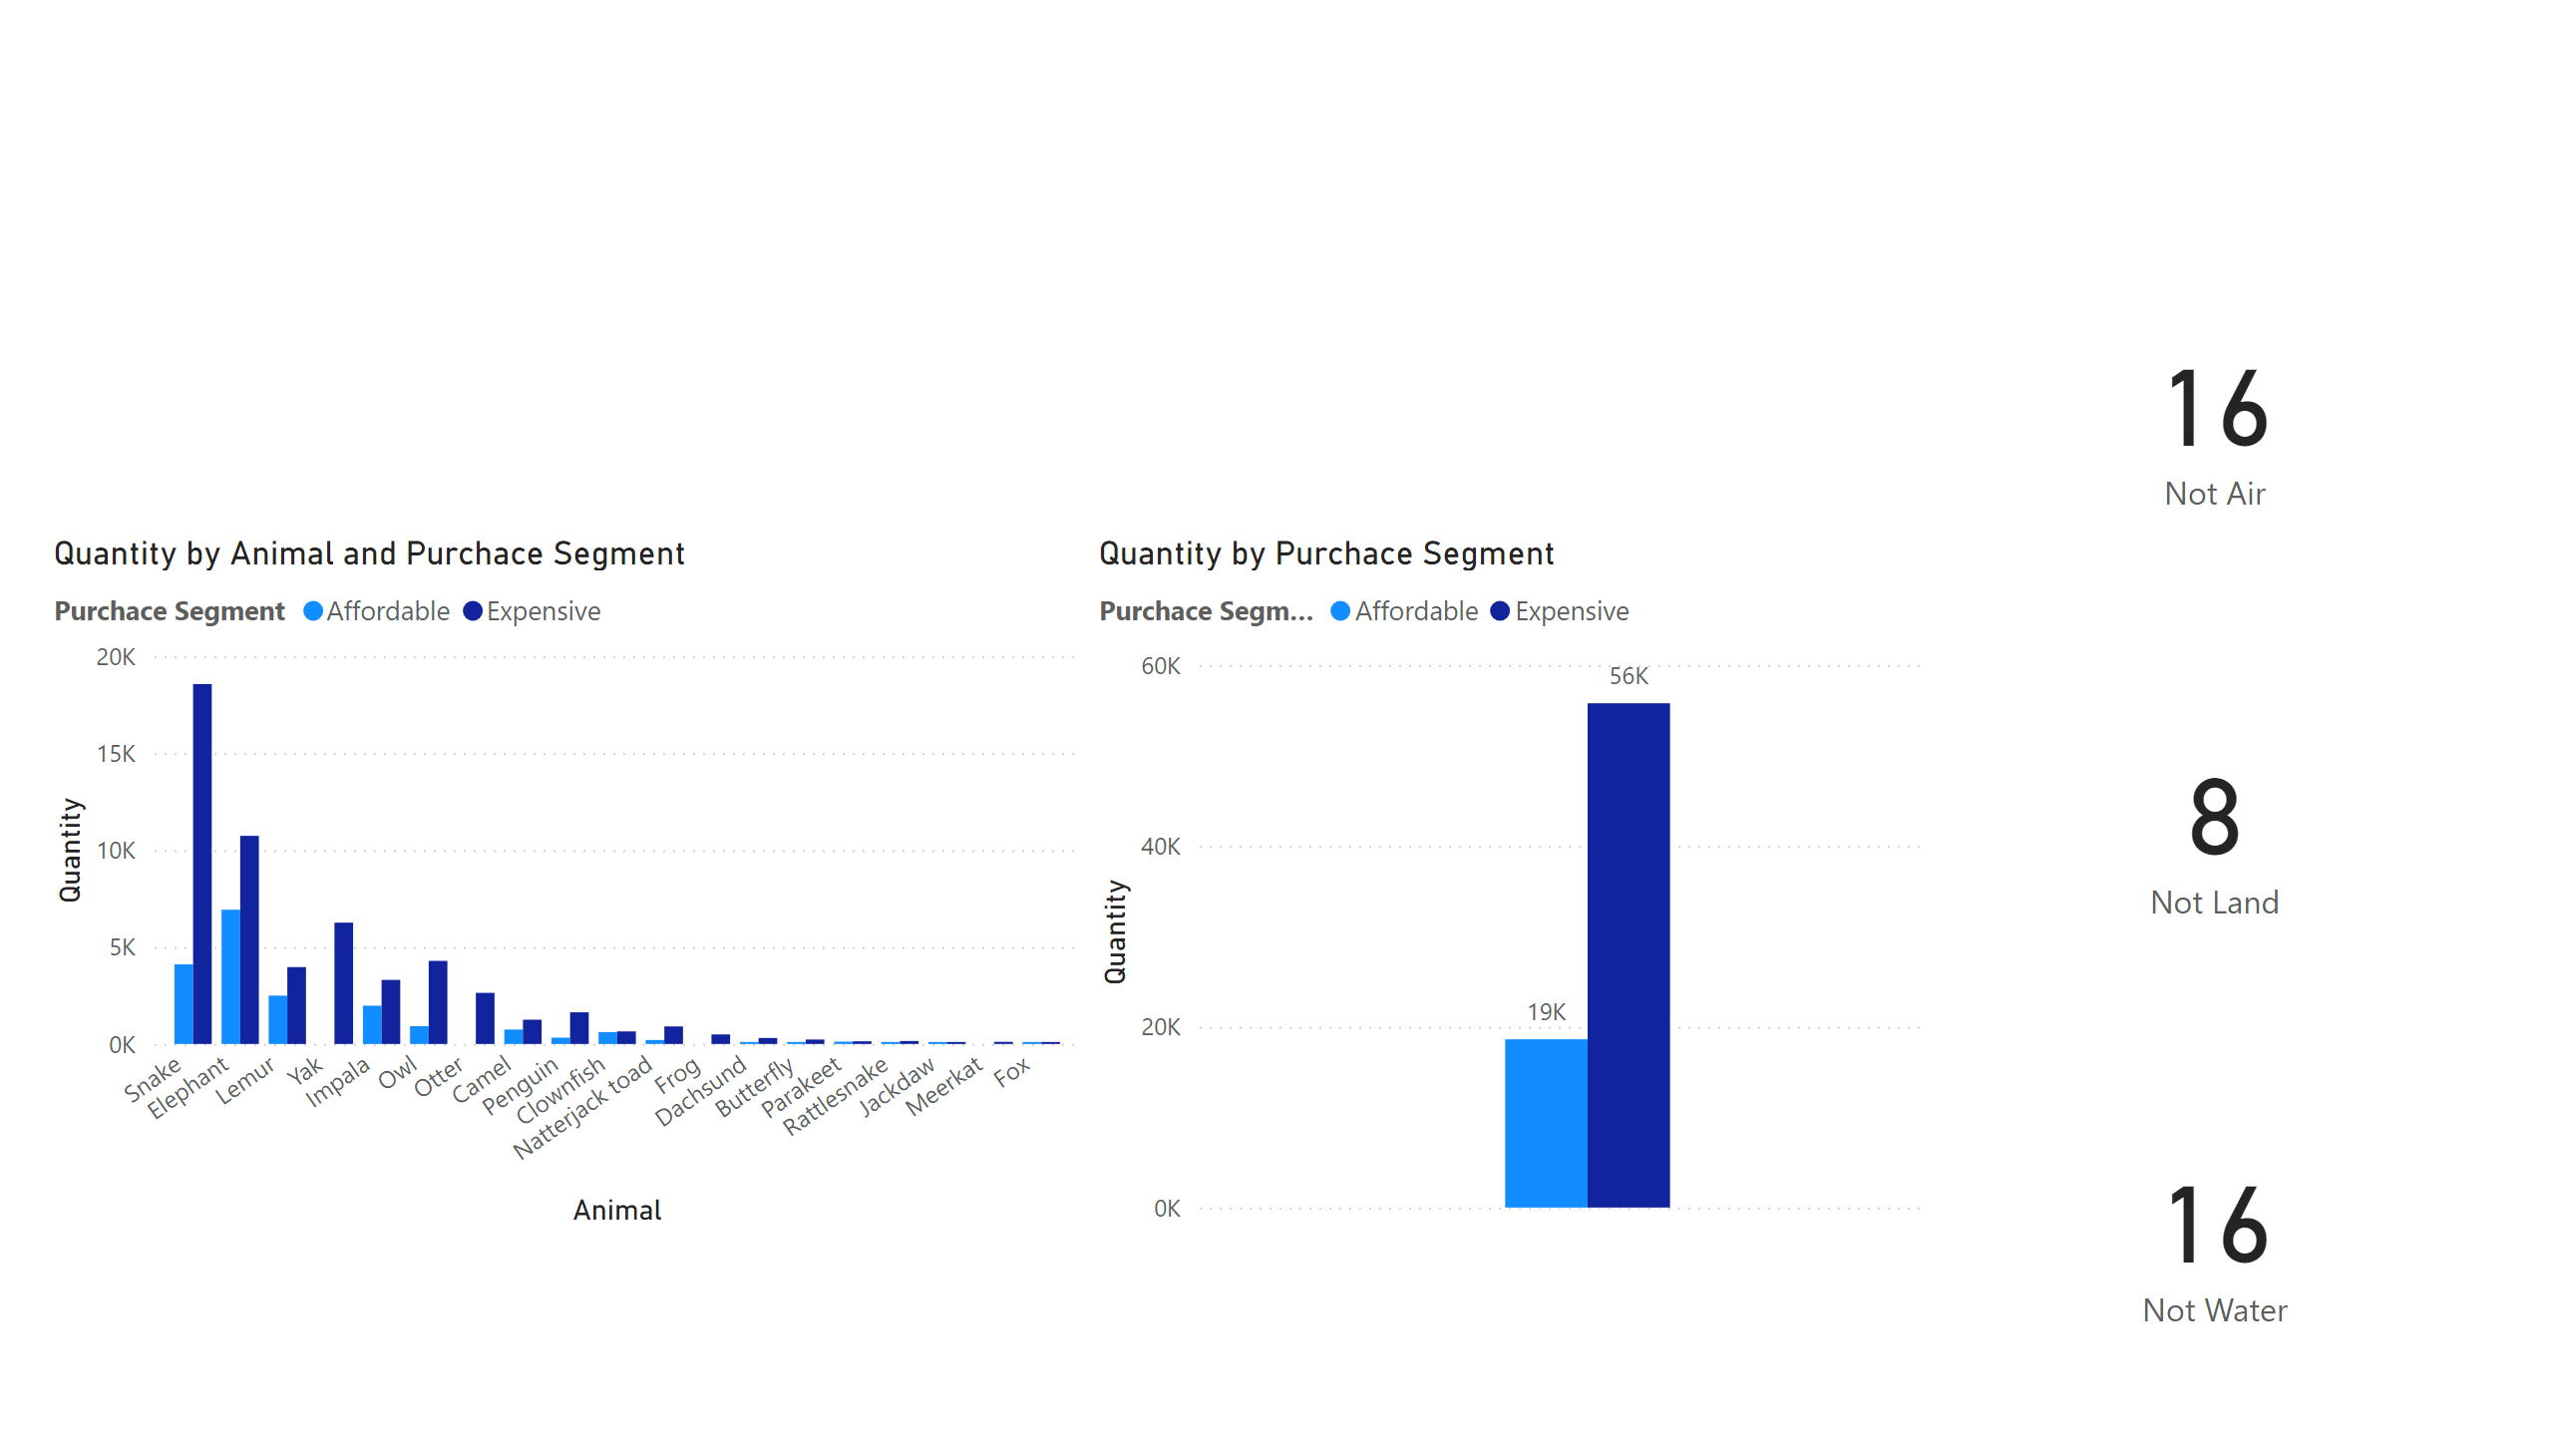 Quantity by Animal and Purchace Segment
Purchace Segment Affordable Expensive
20K
15K
10K
5K
0K
Quantity
Snake
Elephant
Lemur
Yak
Impala
Owl
Otter
Camel
Penguin
Clownfish
Natterjack toad
Frog
Dachsund
Butterfly
Parakeet
Rattlesnake
Jackdaw
Meerkat
Fox
Animal
Quantity by Purchace Segment
Purchace Segm... Affordable Expensive
60K
40K
20K
0K
Quantity
19K
56K
16
Not Air
8
Not Land
16
Not Water